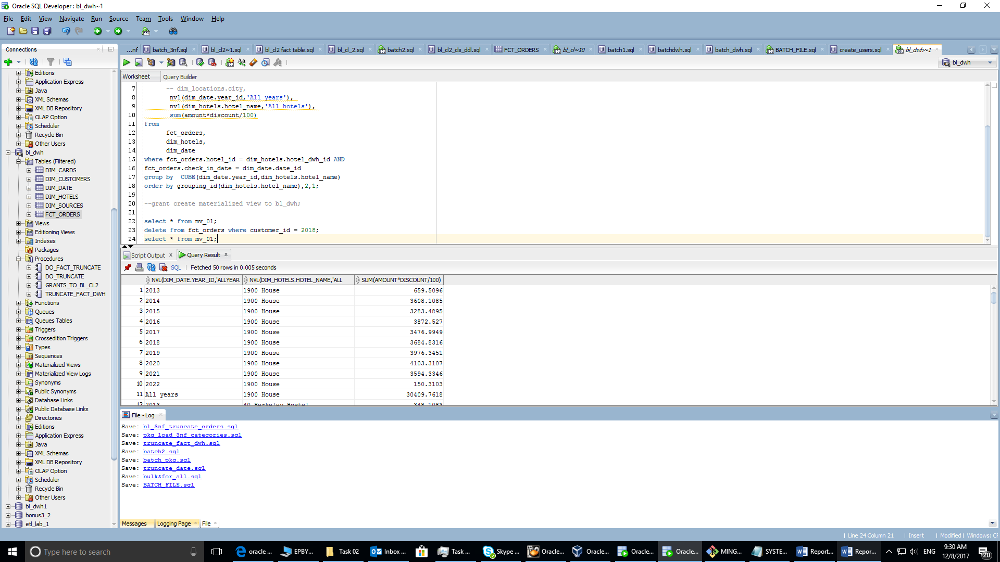 Oracle SQL Developer : bl_dwh~1
File Edit View Navigate Run Source Team Tools Window Help
Connections
...nf batch_3nf.sql bl_cl2~1.sql bl_cl2 fact table.sql bl_cl_2.sql batch2.sql bl_cl2_cls_ddl.sql FCT_ORDERS bl_cl~10 batch1.sql batchdwh.sql batch_dwh.sql BATCH_FILE.sql create_users.sql bl_dwh~1
bl_dwh
Worksheet Query Builder
Editions
Application Express
Java
XML Schemas
XML DB Repository
OLAP Option
Scheduler
Recycle Bin
Other Users
bl_dwh
Tables (Filtered)
DIM_CARDS
DIM_CUSTOMERS
DIM_DATE
DIM_HOTELS
DIM_SOURCES
FCT_ORDERS
Views
Editioning Views
Indexes
Packages
Procedures
DO_FACT_TRUNCATE
DO_TRUNCATE
GRANTS_TO_BL_CL2
TRUNCATE_FACT_DWH
Functions
Queues
Queues Tables
Triggers
Crossedition Triggers
Types
Sequences
Materialized Views
Materialized View Logs
Synonyms
Public Synonyms
Database Links
Public Database Links
Directories
Editions
Application Express
Java
XML Schemas
XML DB Repository
OLAP Option
Scheduler
Recycle Bin
Other Users
bl_dwh1
bonus3_2
etl_lab_1
7 -- dim_locations.city,
8 nvl(dim_date.year_id,'All years'),
9 nvl(dim_hotels.hotel_name,'All hotels'),
10 sum(amount*discount/100)
11 from
12 fct_orders,
13 dim_hotels,
14 dim_date
15 where fct_orders.hotel_id = dim_hotels.hotel_dwh_id AND
16 fct_orders.check_in_date = dim_date.date_id
17 group by CUBE(dim_date.year_id,dim_hotels.hotel_name)
18 order by grouping_id(dim_hotels.hotel_name),2,1;
19
20 --grant create materialized view to bl_dwh;
21
22 select * from mv_01;
23 delete from fct_orders where customer_id = 2018;
24 select * from mv_01;
Script Output x Query Result x
SQL | Fetched 50 rows in 0.005 seconds
NVL(DIM_DATE.YEAR_ID,'ALLYEAR NVL(DIM_HOTELS.HOTEL_NAME,'ALL SUM(AMOUNT*DISCOUNT/100)
1 2013 1900 House 659.5096
2 2014 1900 House 3608.1085
3 2015 1900 House 3283.4895
4 2016 1900 House 3872.527
5 2017 1900 House 3476.9949
6 2018 1900 House 3684.8316
7 2019 1900 House 3976.3451
8 2020 1900 House 4103.3107
9 2021 1900 House 3594.3346
10 2022 1900 House 150.3103
11 All years 1900 House 30409.7618
12 2013 40 Berkeley Hostel 348.1083
File - Log
Save: bl_3nf_truncate_orders.sql
Save: pkg_load_3nf_categories.sql
Save: truncate_fact_dwh.sql
Save: batch2.sql
Save: batch_pkg.sql
Save: truncate_date.sql
Save: bulk&for_all.sql
Save: BATCH_FILE.sql
Messages Logging Page File
Line 24 Column 21 | Insert | Modified | Windows: CF
Type here to search oracle ... EPBY... Task 02 Inbox ... Task ... Skype ... Oracle... Oracle... Oracle... Oracle... MING... SYSTE... Report... Repor... ENG 9:30 AM
12/8/2017 20